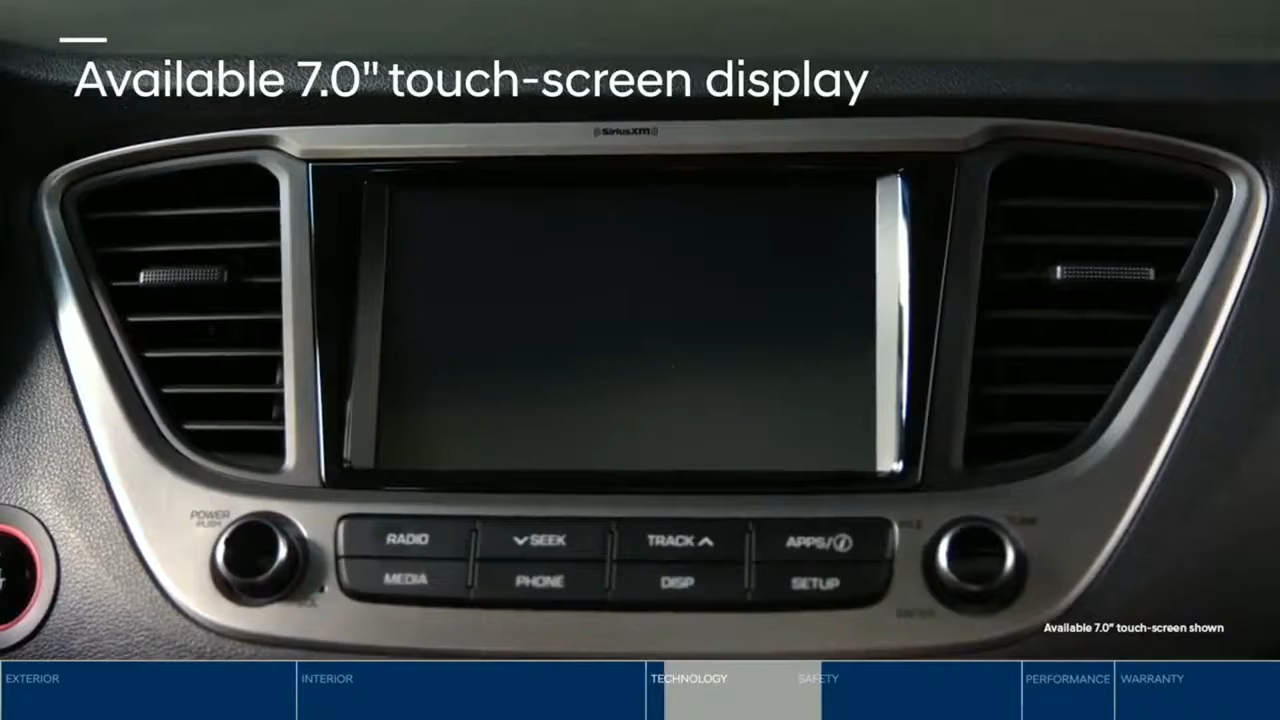 Available 7.0" touch-screen display
SiriusXM
POWER
PUSH
RADIO
SEEK
TRACK
APPS/i
MEDIA
PHONE
DISP
SETUP
TUNE
Available 7.0" touch-screen shown
EXTERIOR
INTERIOR
TECHNOLOGY
SAFETY
PERFORMANCE
WARRANTY